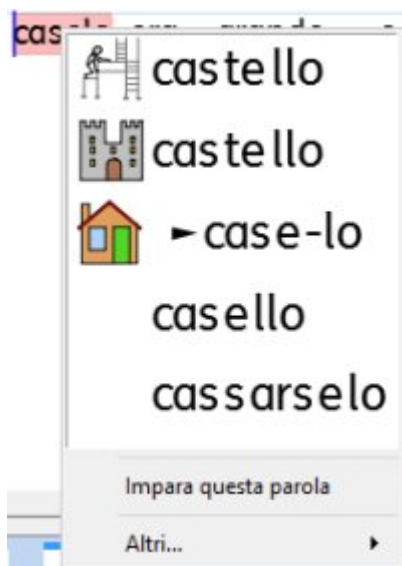 castello
castello
►case-lo
casello
cassarselo
Impara questa parola
Altri...